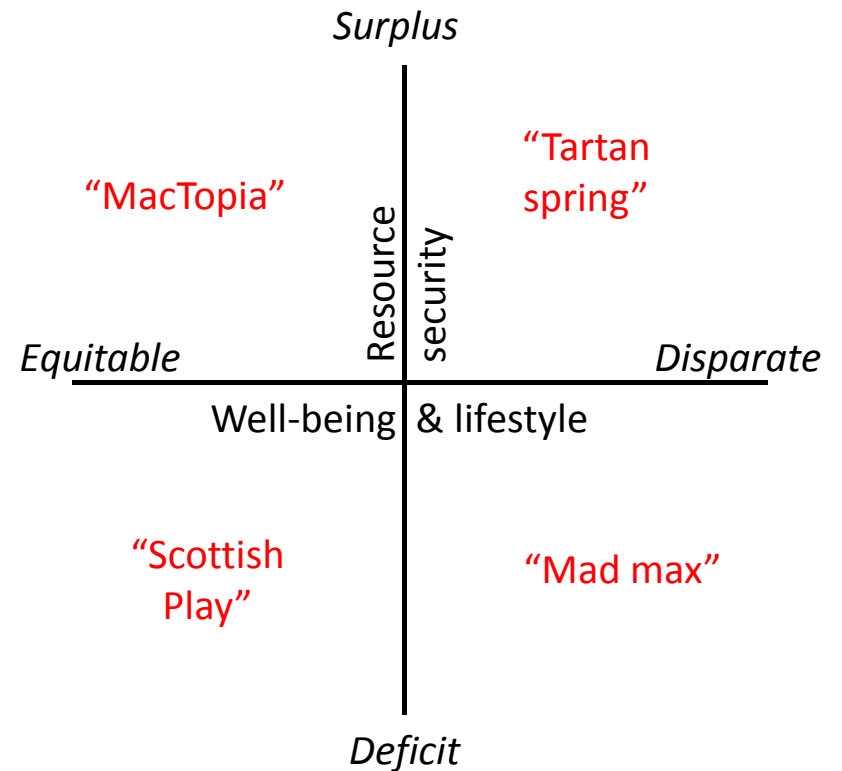 Surplus
“MacTopia”
“Tartan
spring”
Resource
security
Equitable
Disparate
Well-being & lifestyle
“Scottish
Play”
“Mad max”
Deficit